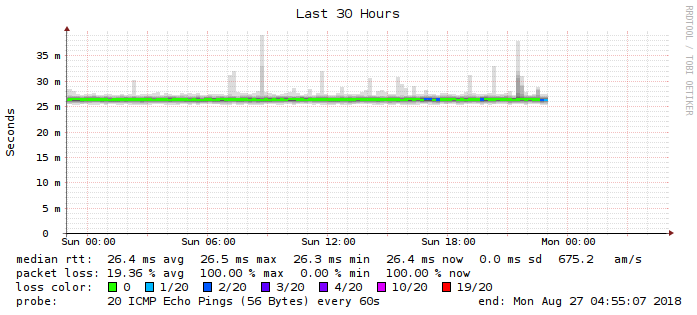 Last 30 Hours
RRDTOOL / TOBI OETIKER
Seconds
35 m
30 m
25 m
20 m
15 m
10 m
5 m
0
Sun 00:00 Sun 06:00 Sun 12:00 Sun 18:00 Mon 00:00
median rtt: 26.4 ms avg 26.5 ms max 26.3 ms min 26.4 ms now 0.0 ms sd 675.2 am/s
packet loss: 19.36 % avg 100.00 % max 0.00 % min 100.00 % now
loss color: 0 1/20 2/20 3/20 4/20 10/20 19/20
probe: 20 ICMP Echo Pings (56 Bytes) every 60s end: Mon Aug 27 04:55:07 2018